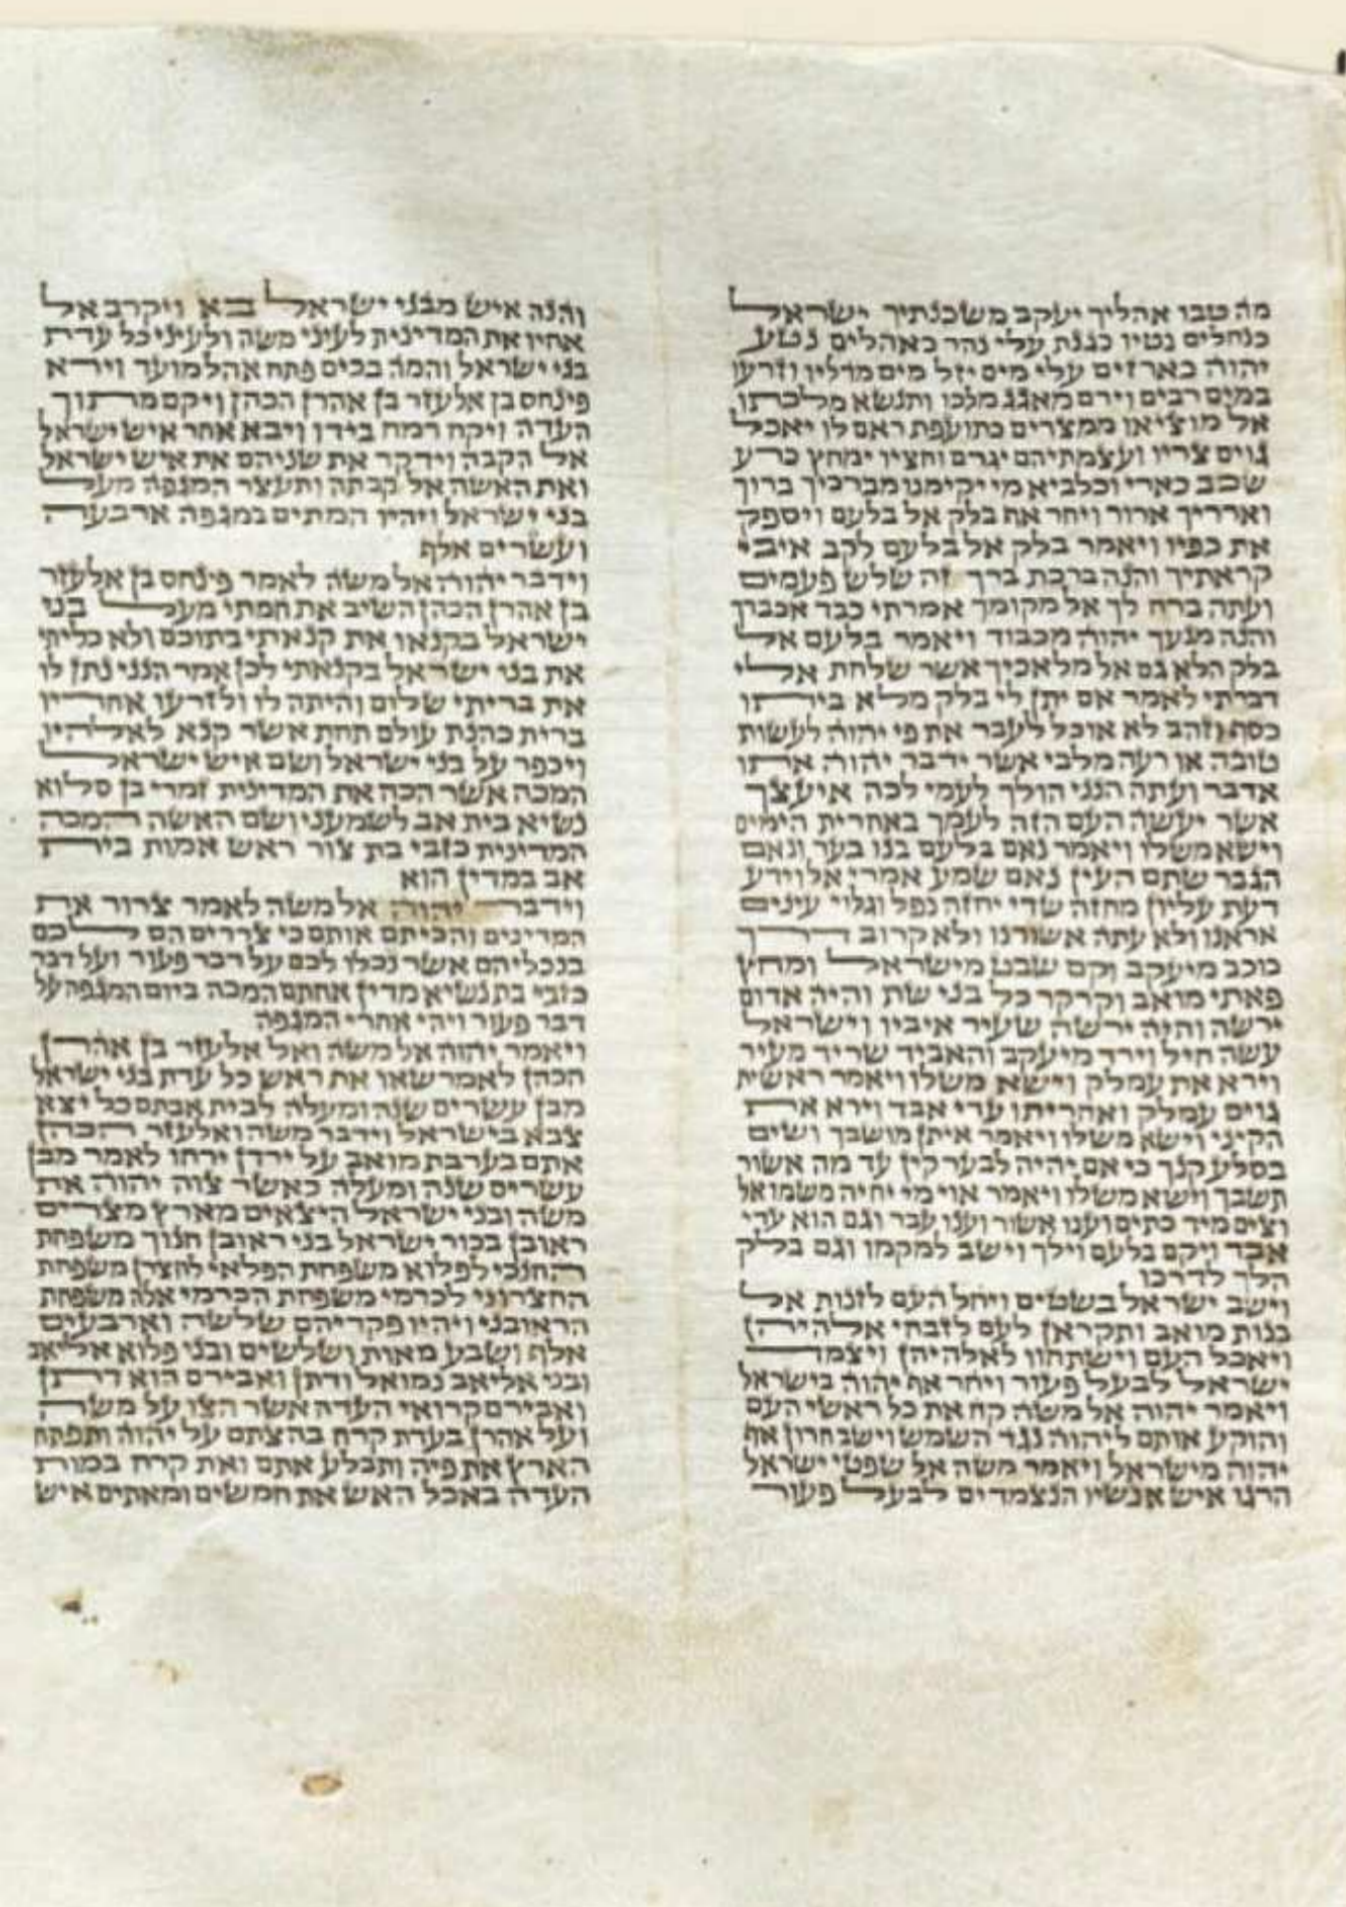 מה טבו אהליך יעקב משכנתיך ישראל
כנחלים נטיו כגנת עלי נהר כאהלים נטע
יהוה כארזים עלי מים יזל מים מדליו וזרעו
במים רבים וירם מאגג מלכו ותנשא מלכתו
אל מוציאו ממצרים כתועפת ראם לו יאכל
גוים צריו ועצמתיהם יגרם וחציו ימחץ כרע
שכב כארי וכלביא מי יקימנו מברכיך ברוך
וארריך ארור ויחר אף בלק אל בלעם ויספק
את כפיו ויאמר בלק אל בלעם לקב איבי
קראתיך והנה ברכת ברך זה שלש פעמים
ועתה ברח לך אל מקומך אמרתי כבד אכבדך
והנה מנעך יהוה מכבוד ויאמר בלעם אל
בלק הלא גם אל מלאכיך אשר שלחת אלי
דברתי לאמר אם יתן לי בלק מלא ביתו
כסף וזהב לא אוכל לעבר את פי יהוה לעשות
טובה או רעה מלבי אשר ידבר יהוה אתו
אדבר ועתה הנני הולך לעמי לכה איעצך
אשר יעשה העם הזה לעמך באחרית הימים
וישא משלו ויאמר נאם בלעם בנו בער ונאם
הגבר שתם העין נאם שמע אמרי אל וידע
דעת עליון מחזה שדי יחזה נפל וגלוי עינים
אראנו ולא עתה אשורנו ולא קרוב דרך
כוכב מיעקב וקם שבט מישראל ומחץ
פאתי מואב וקרקר כל בני שת והיה אדום
ירשה והיה ירשה שעיר איביו וישראל
עשה חיל וירד מיעקב והאביד שריד מעיר
וירא את עמלק וישא משלו ויאמר ראשית
גוים עמלק ואחריתו עדי אבד וירא את
הקיני וישא משלו ויאמר איתן מושבך ושים
בסלע קנך כי אם יהיה לבער קין עד מה אשור
תשבך וישא משלו ויאמר אוי מי יחיה משמו אל
וצים מיד כתים וענו אשור וענו עבר וגם הוא עדי
אבד ויקם בלעם וילך וישב למקמו וגם בלק
הלך לדרכו
וישב ישראל בשטים ויחל העם לזנות אל
בנות מואב ותקראן לעם לזבחי אלהיהן
ויאכל העם וישתחוו לאלהיהן ויצמד
ישראל לבעל פעור ויחר אף יהוה בישראל
ויאמר יהוה אל משה קח את כל ראשי העם
והוקע אותם ליהוה נגד השמש וישב חרון אף
יהוה מישראל ויאמר משה אל שפטי ישראל
הרגו איש אנשיו הנצמדים לבעל פעור
והנה איש מבני ישראל בא ויקרב אל
אחיו את המדינית לעיני משה ולעיני כל עדת
בני ישראל והמה בכים פתח אהל מועד וירא
פינחס בן אלעזר בן אהרן הכהן ויקם מתוך
העדה ויקח רמח בידו ויבא אחר איש ישראל
אל הקבה וידקר את שניהם את איש ישראל
ואת האשה אל קבתה ותעצר המגפה מעל
בני ישראל ויהיו המתים במגפה ארבעה
ועשרים אלף
וידבר יהוה אל משה לאמר פינחס בן אלעזר
בן אהרן הכהן השיב את חמתי מעל בני
ישראל בקנאו את קנאתי בתוכם ולא כליתי
את בני ישראל בקנאתי לכן אמר הנני נתן לו
את בריתי שלום והיתה לו ולזרעו אחריו
ברית כהנת עולם תחת אשר קנא לאלהיו
ויכפר על בני ישראל ושם איש ישראל
המכה אשר הכה את המדינית זמרי בן סלוא
נשיא בית אב לשמעני ושם האשה המכה
המדינית כזבי בת צור ראש אמות בית
אב במדין הוא
וידבר יהוה אל משה לאמר צרור את
המדינים והכיתם אותם כי צררים הם לכם
בנכליהם אשר נכלו לכם על דבר פעור ועל דבר
כזבי בת נשיא מדין אחתם המכה ביום המגפה על
דבר פעור ויהי אחרי המגפה
ויאמר יהוה אל משה ואל אלעזר בן אהרן
הכהן לאמר שאו את ראש כל עדת בני ישראל
מבן עשרים שנה ומעלה לבית אבתם כל יצא
צבא בישראל וידבר משה ואלעזר הכהן
אתם בערבת מואב על ירדן ירחו לאמר מבן
עשרים שנה ומעלה כאשר צוה יהוה את
משה ובני ישראל היצאים מארץ מצרים
ראובן בכור ישראל בני ראובן חנוך משפחת
החנכי לפלוא משפחת הפלאי לחצרן משפחת
החצרוני לכרמי משפחת הכרמי אלה משפחת
הראובני ויהיו פקדיהם שלשה וארבעים
אלף ושבע מאות ושלשים ובני פלוא אליאב
ובני אליאב נמואל ודתן ואבירם הוא דתן
ואבירם קרואי העדה אשר הצו על משה
ועל אהרן בעדת קרח בהצתם על יהוה ותפתח
הארץ את פיה ותבלע אתם ואת קרח במות
העדה באכל האש את חמשים ומאתים איש